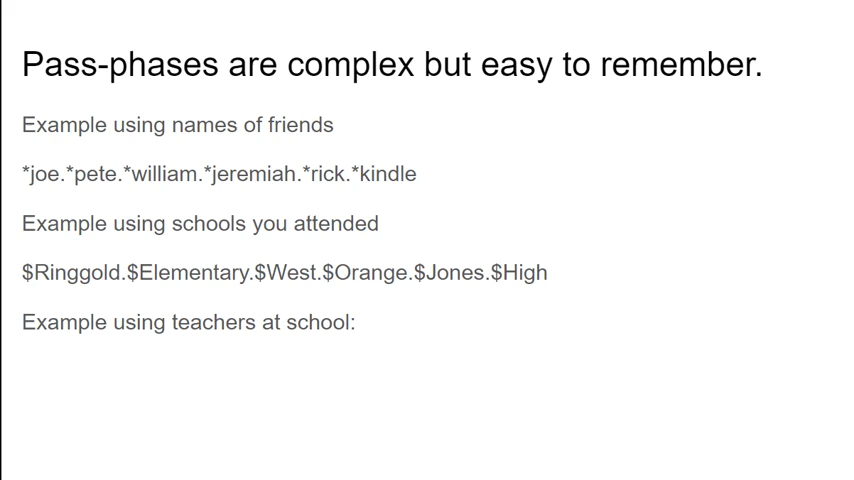 Pass-phases are complex but easy to remember.
Example using names of friends
*joe.*pete.*william.*jeremiah.*rick.*kindle
Example using schools you attended
$Ringgold.$Elementary.$West.$Orange.$Jones.$High
Example using teachers at school: